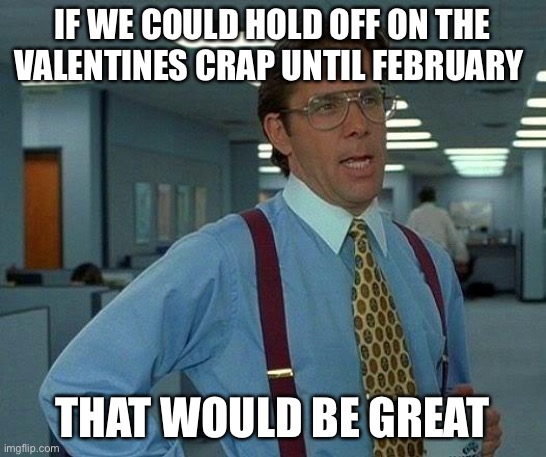 IF WE COULD HOLD OFF ON THE
VALENTINES CRAP UNTIL FEBRUARY
THAT WOULD BE GREAT
imgflip.com